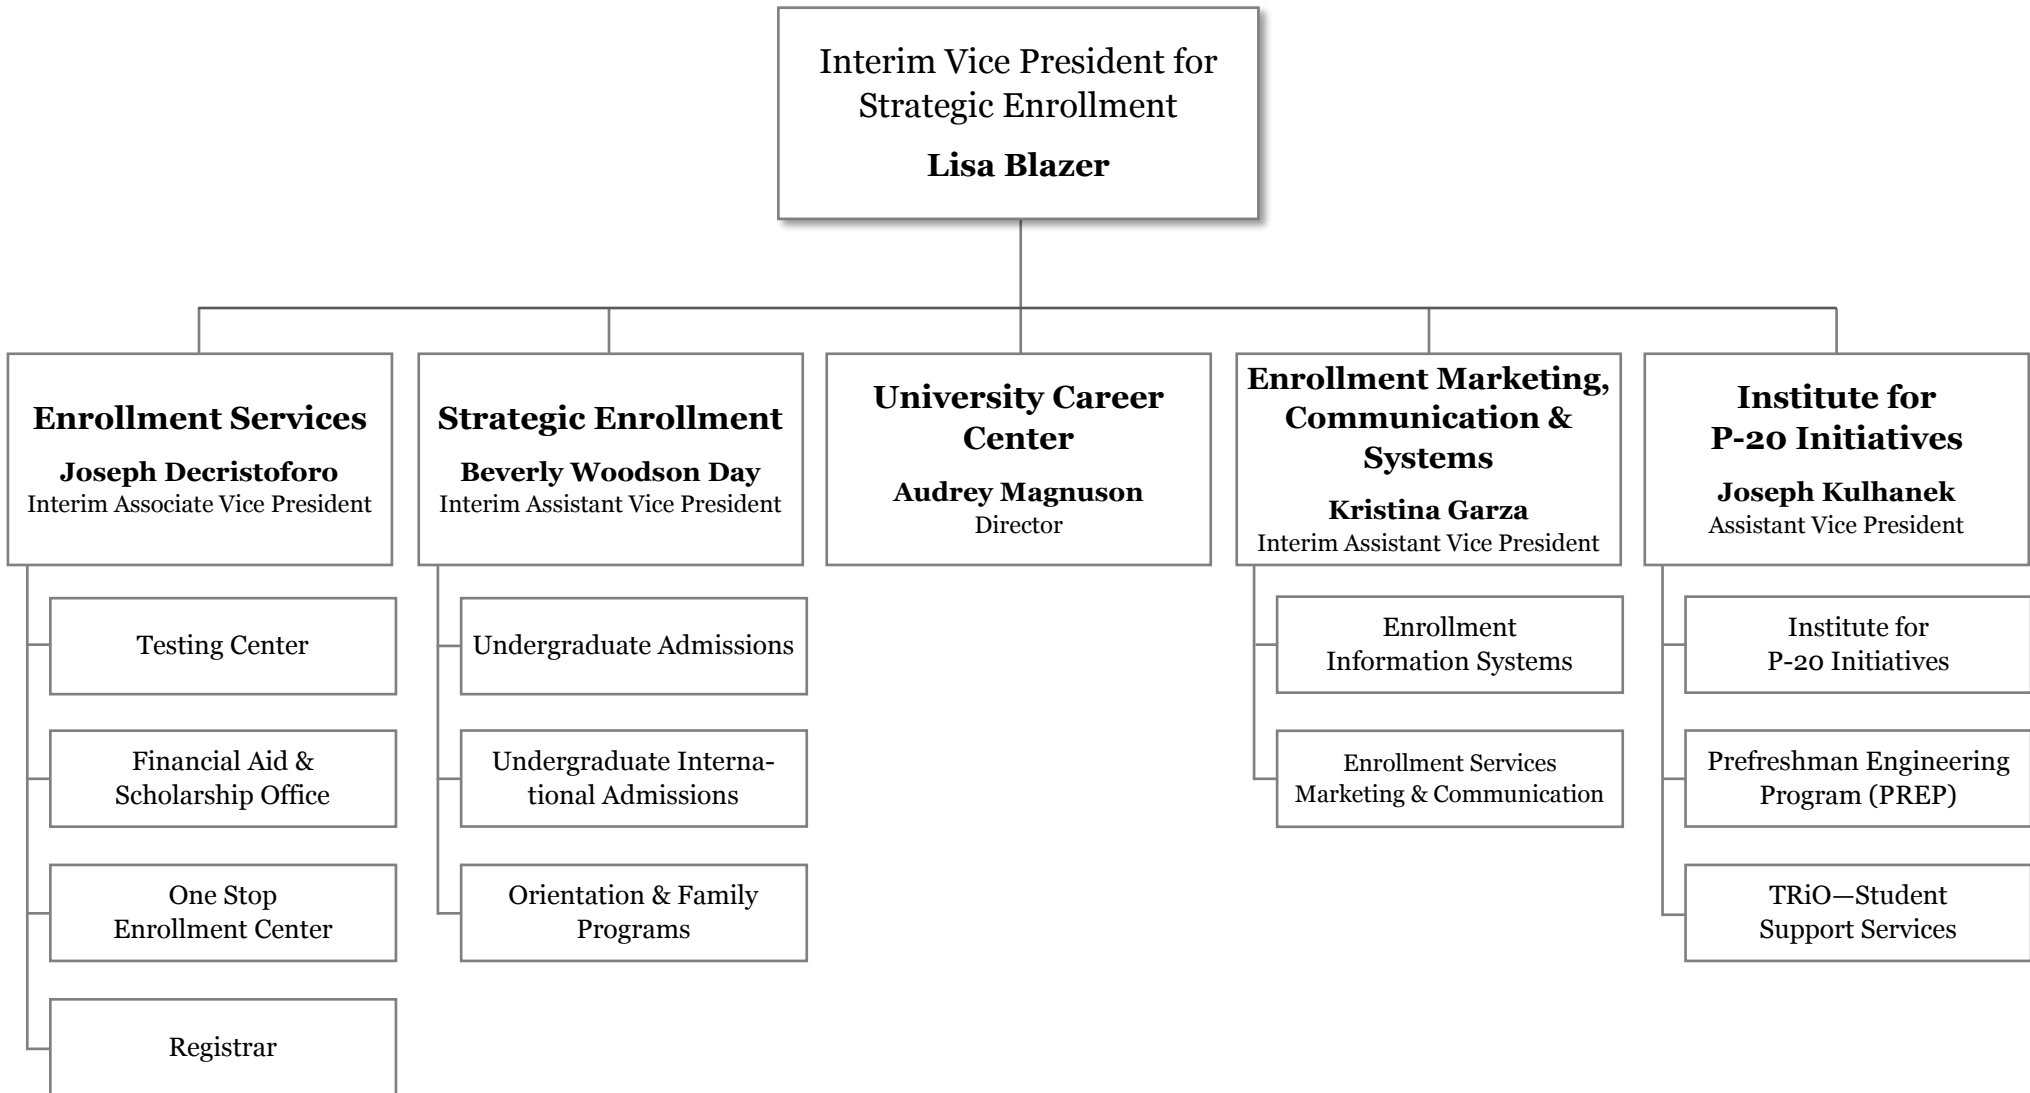 Interim Vice President for
Strategic Enrollment
Lisa Blazer
Enrollment Services
Joseph Decristoforo
Interim Associate Vice President
Testing Center
Financial Aid &
Scholarship Office
One Stop
Enrollment Center
Registrar
Strategic Enrollment
Beverly Woodson Day
Interim Assistant Vice President
Undergraduate Admissions
Undergraduate Interna-
tional Admissions
Orientation & Family
Programs
University Career
Center
Audrey Magnuson
Director
Enrollment Marketing,
Communication &
Systems
Kristina Garza
Interim Assistant Vice President
Enrollment
Information Systems
Enrollment Services
Marketing & Communication
Institute for
P-20 Initiatives
Joseph Kulhanek
Assistant Vice President
Institute for
P-20 Initiatives
Prefreshman Engineering
Program (PREP)
TRiO—Student
Support Services